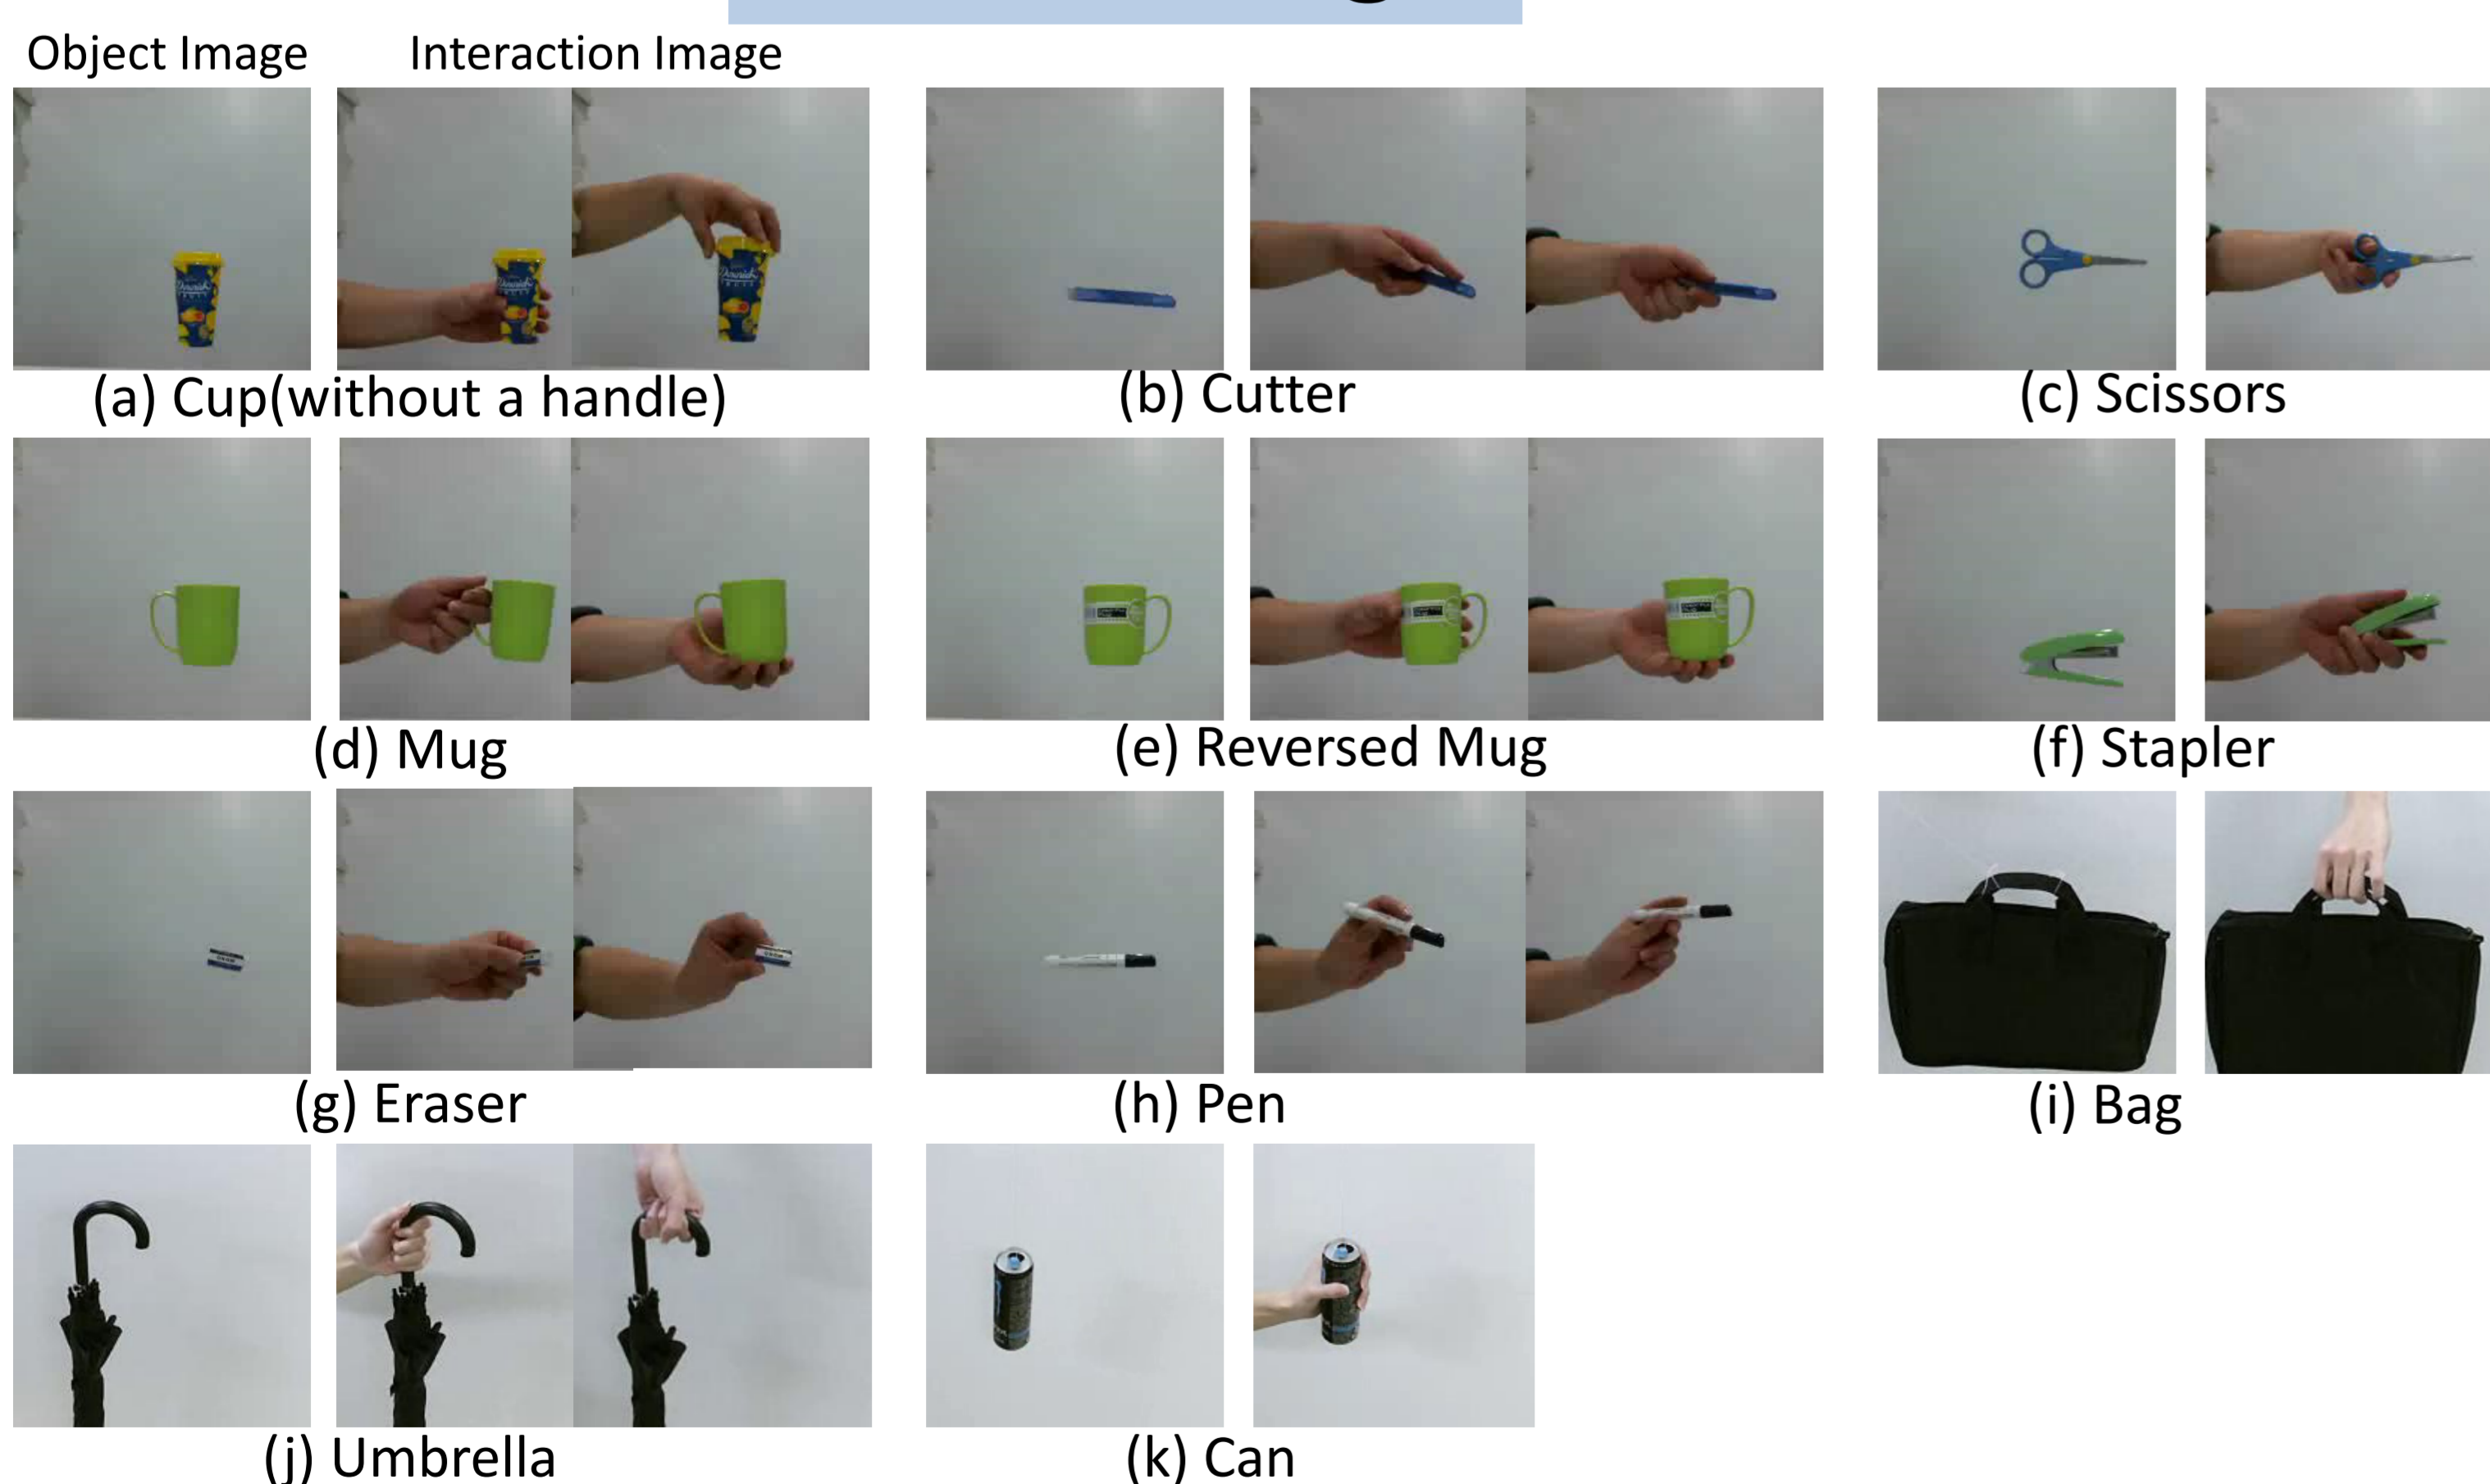 Object Image Interaction Image
(a) Cup(without a handle)
(b) Cutter
(c) Scissors
(d) Mug
(e) Reversed Mug
(f) Stapler
(g) Eraser
(h) Pen
(i) Bag
(j) Umbrella
(k) Can